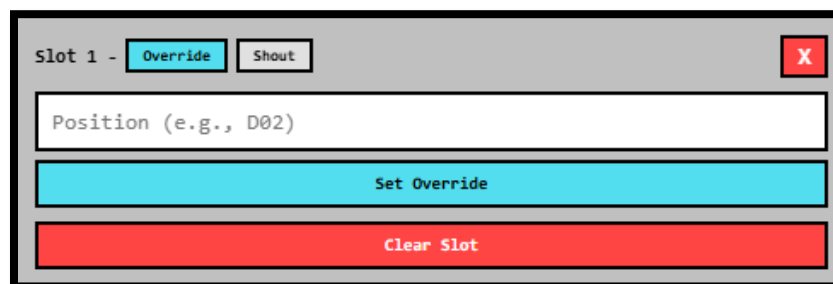 Slot 1 - Override Shout X
Position (e.g., D02)
Set Override
Clear Slot